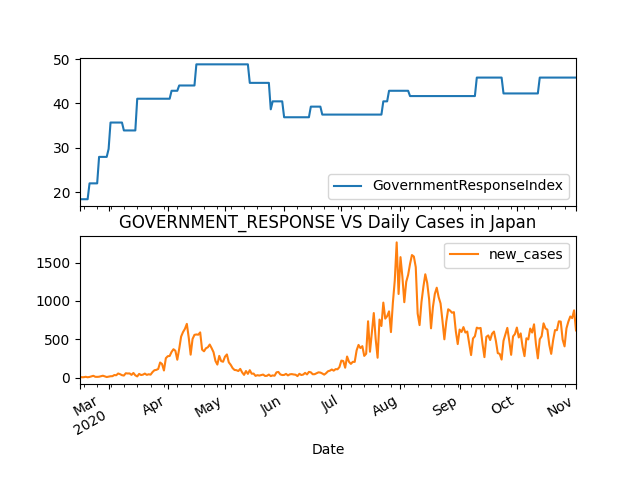 50
40
30
20
GovernmentResponseIndex
GOVERNMENT_RESPONSE VS Daily Cases in Japan
1500
1000
500
0
new_cases
Mar
2020
Apr
May
Jun
Jul
Aug
Sep
Oct
Nov
Date